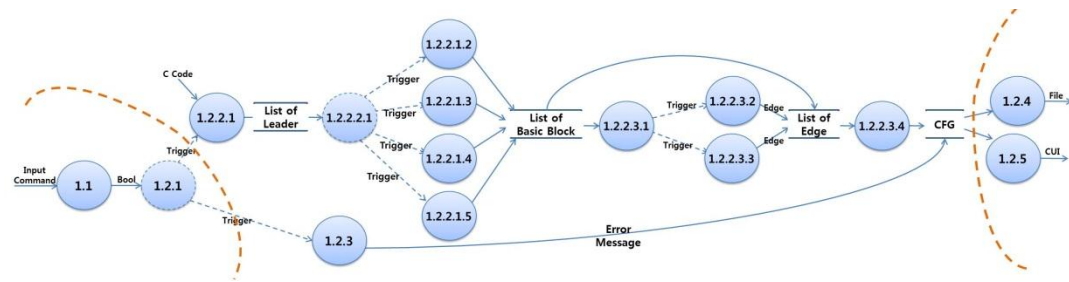 Input
Command
1.1
Bool
1.2.1
Trigger
C Code
1.2.2.1
List of
Leader
1.2.2.2.1
Trigger
Trigger
Trigger
Trigger
1.2.2.1.2
1.2.2.1.3
1.2.2.1.4
1.2.2.1.5
List of
Basic Block
1.2.2.3.1
Trigger
Trigger
1.2.2.3.2
1.2.2.3.3
Edge
Edge
List of
Edge
1.2.2.3.4
CFG
1.2.4
File
1.2.5
CUI
Trigger
1.2.3
Error
Message